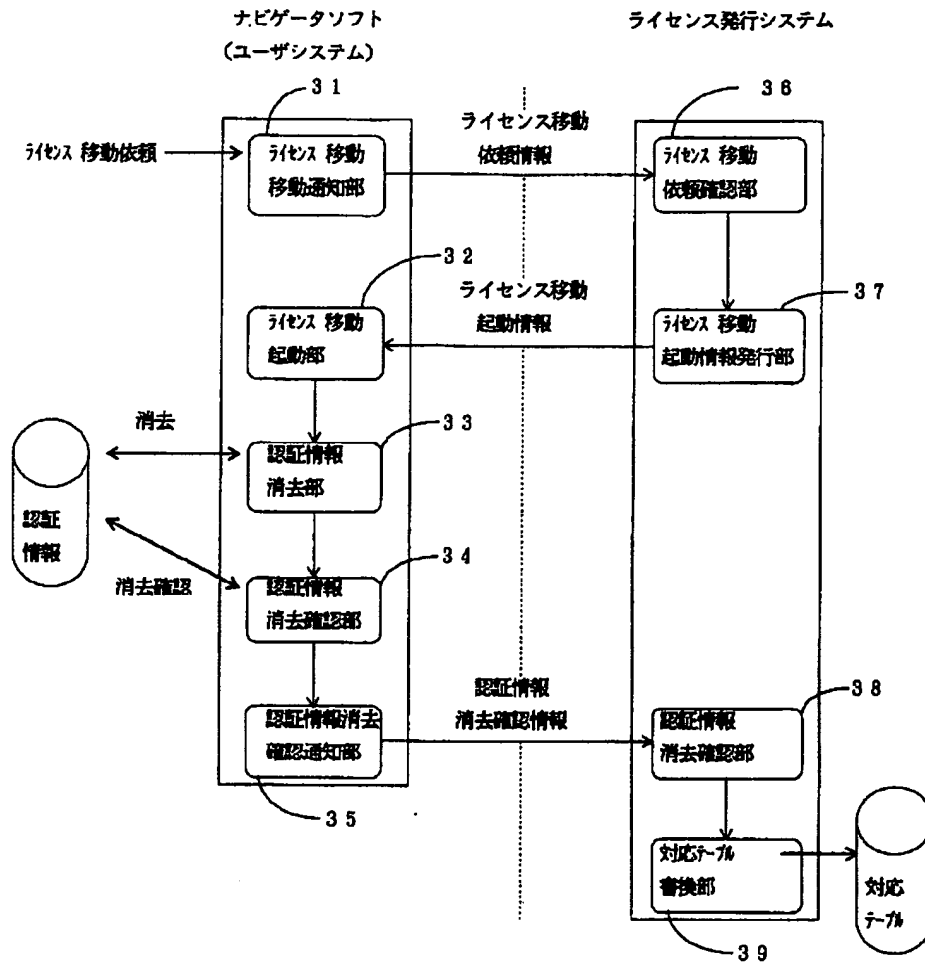 ナビゲータソフト
(ユーザシステム)
ライセンス発行システム
31
36
ライセンス移動
依頼情報
ライセンス 移動依頼
ライセンス 移動
移動通知部
ライセンス 移動
依頼確認部
32
ライセンス移動
起動情報
37
ライセンス 移動
起動部
ライセンス 移動
起動情報発行部
消去
33
認証情報
消去部
認証
情報
34
消去確認
認証情報
消去確認部
認証情報
消去確認情報
38
認証情報消去
確認通知部
認証情報
消去確認部
35
対応テーブル
書換部
対応
テーブル
39